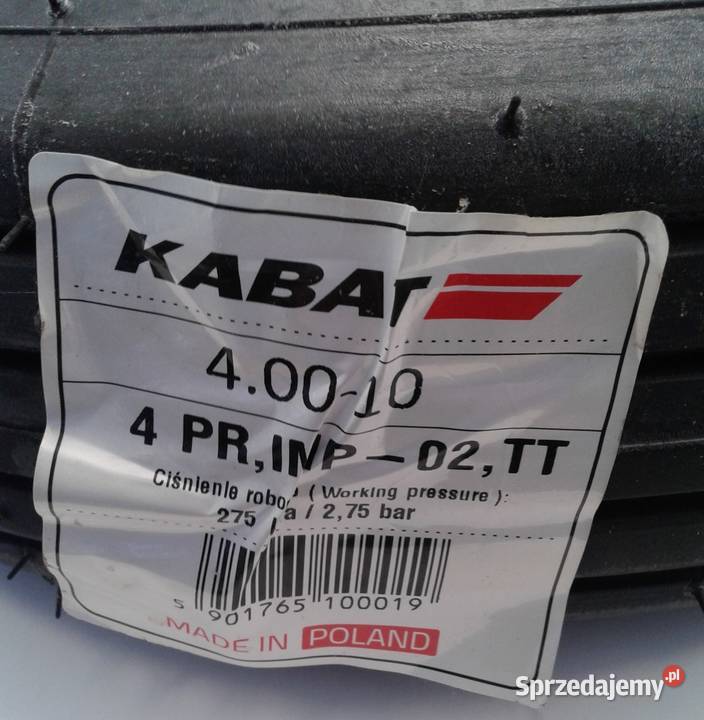 KABAT
4.00-10
4 PR, IMP-02, TT
Ciśnienie robo (Working pressure):
275 a / 2,75 bar
5 901765 100019
MADE IN POLAND
Sprzedajemy.pl